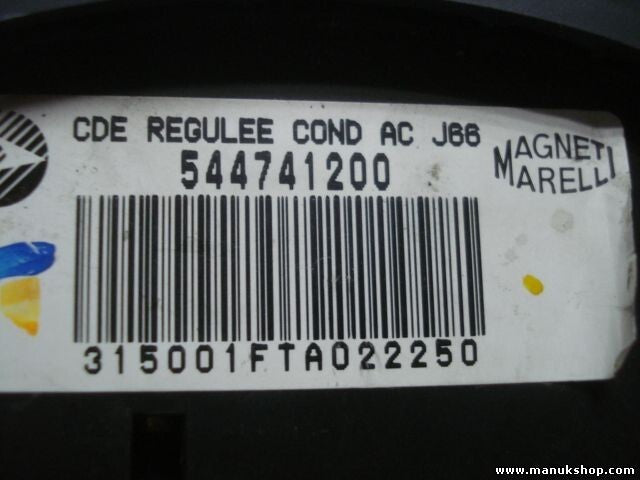 CDE REGULEE COND AC J66
544741200
MAGNETI
MARELLI
315001FTA022250
www.manukshop.com